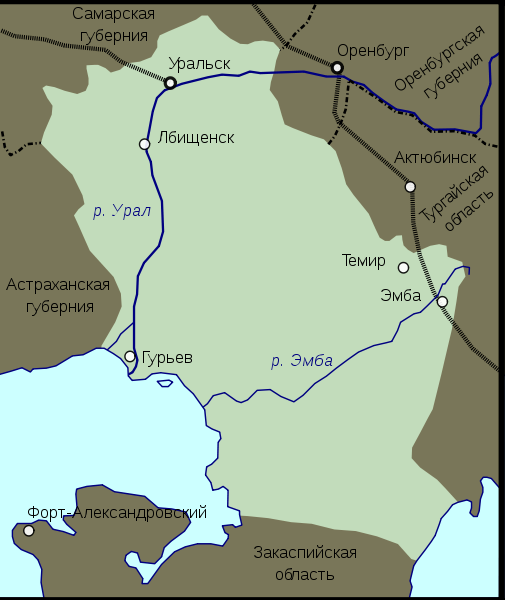 Самарская
губерния
Оренбургская
губерния
Оренбург
Уральск
Лбищенск
Актюбинск
Тургайская
область
р. Урал
Темир
Астраханская
губерния
Эмба
Гурьев
р. Эмба
Форт-Александровский
Закаспийская
область